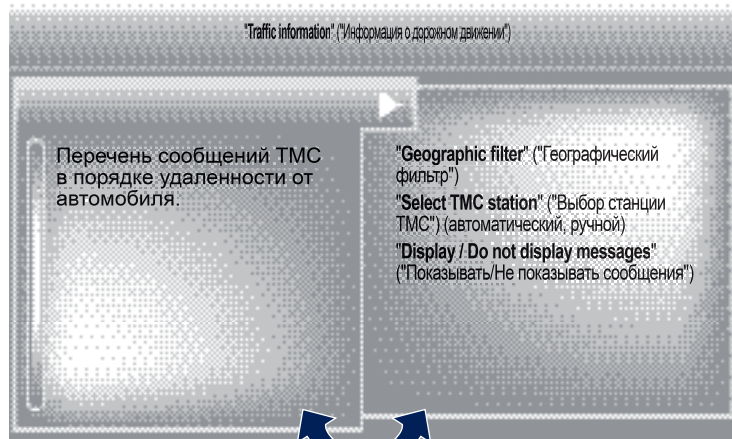 "Traffic information" ("Информация о дорожном движении")
Перечень сообщений TMC
в порядке удаленности от
автомобиля.
"Geographic filter" ("Географический
фильтр")
"Select TMC station" ("Выбор станции
TMC") (автоматический, ручной)
"Display / Do not display messages"
("Показывать/Не показывать сообщения")